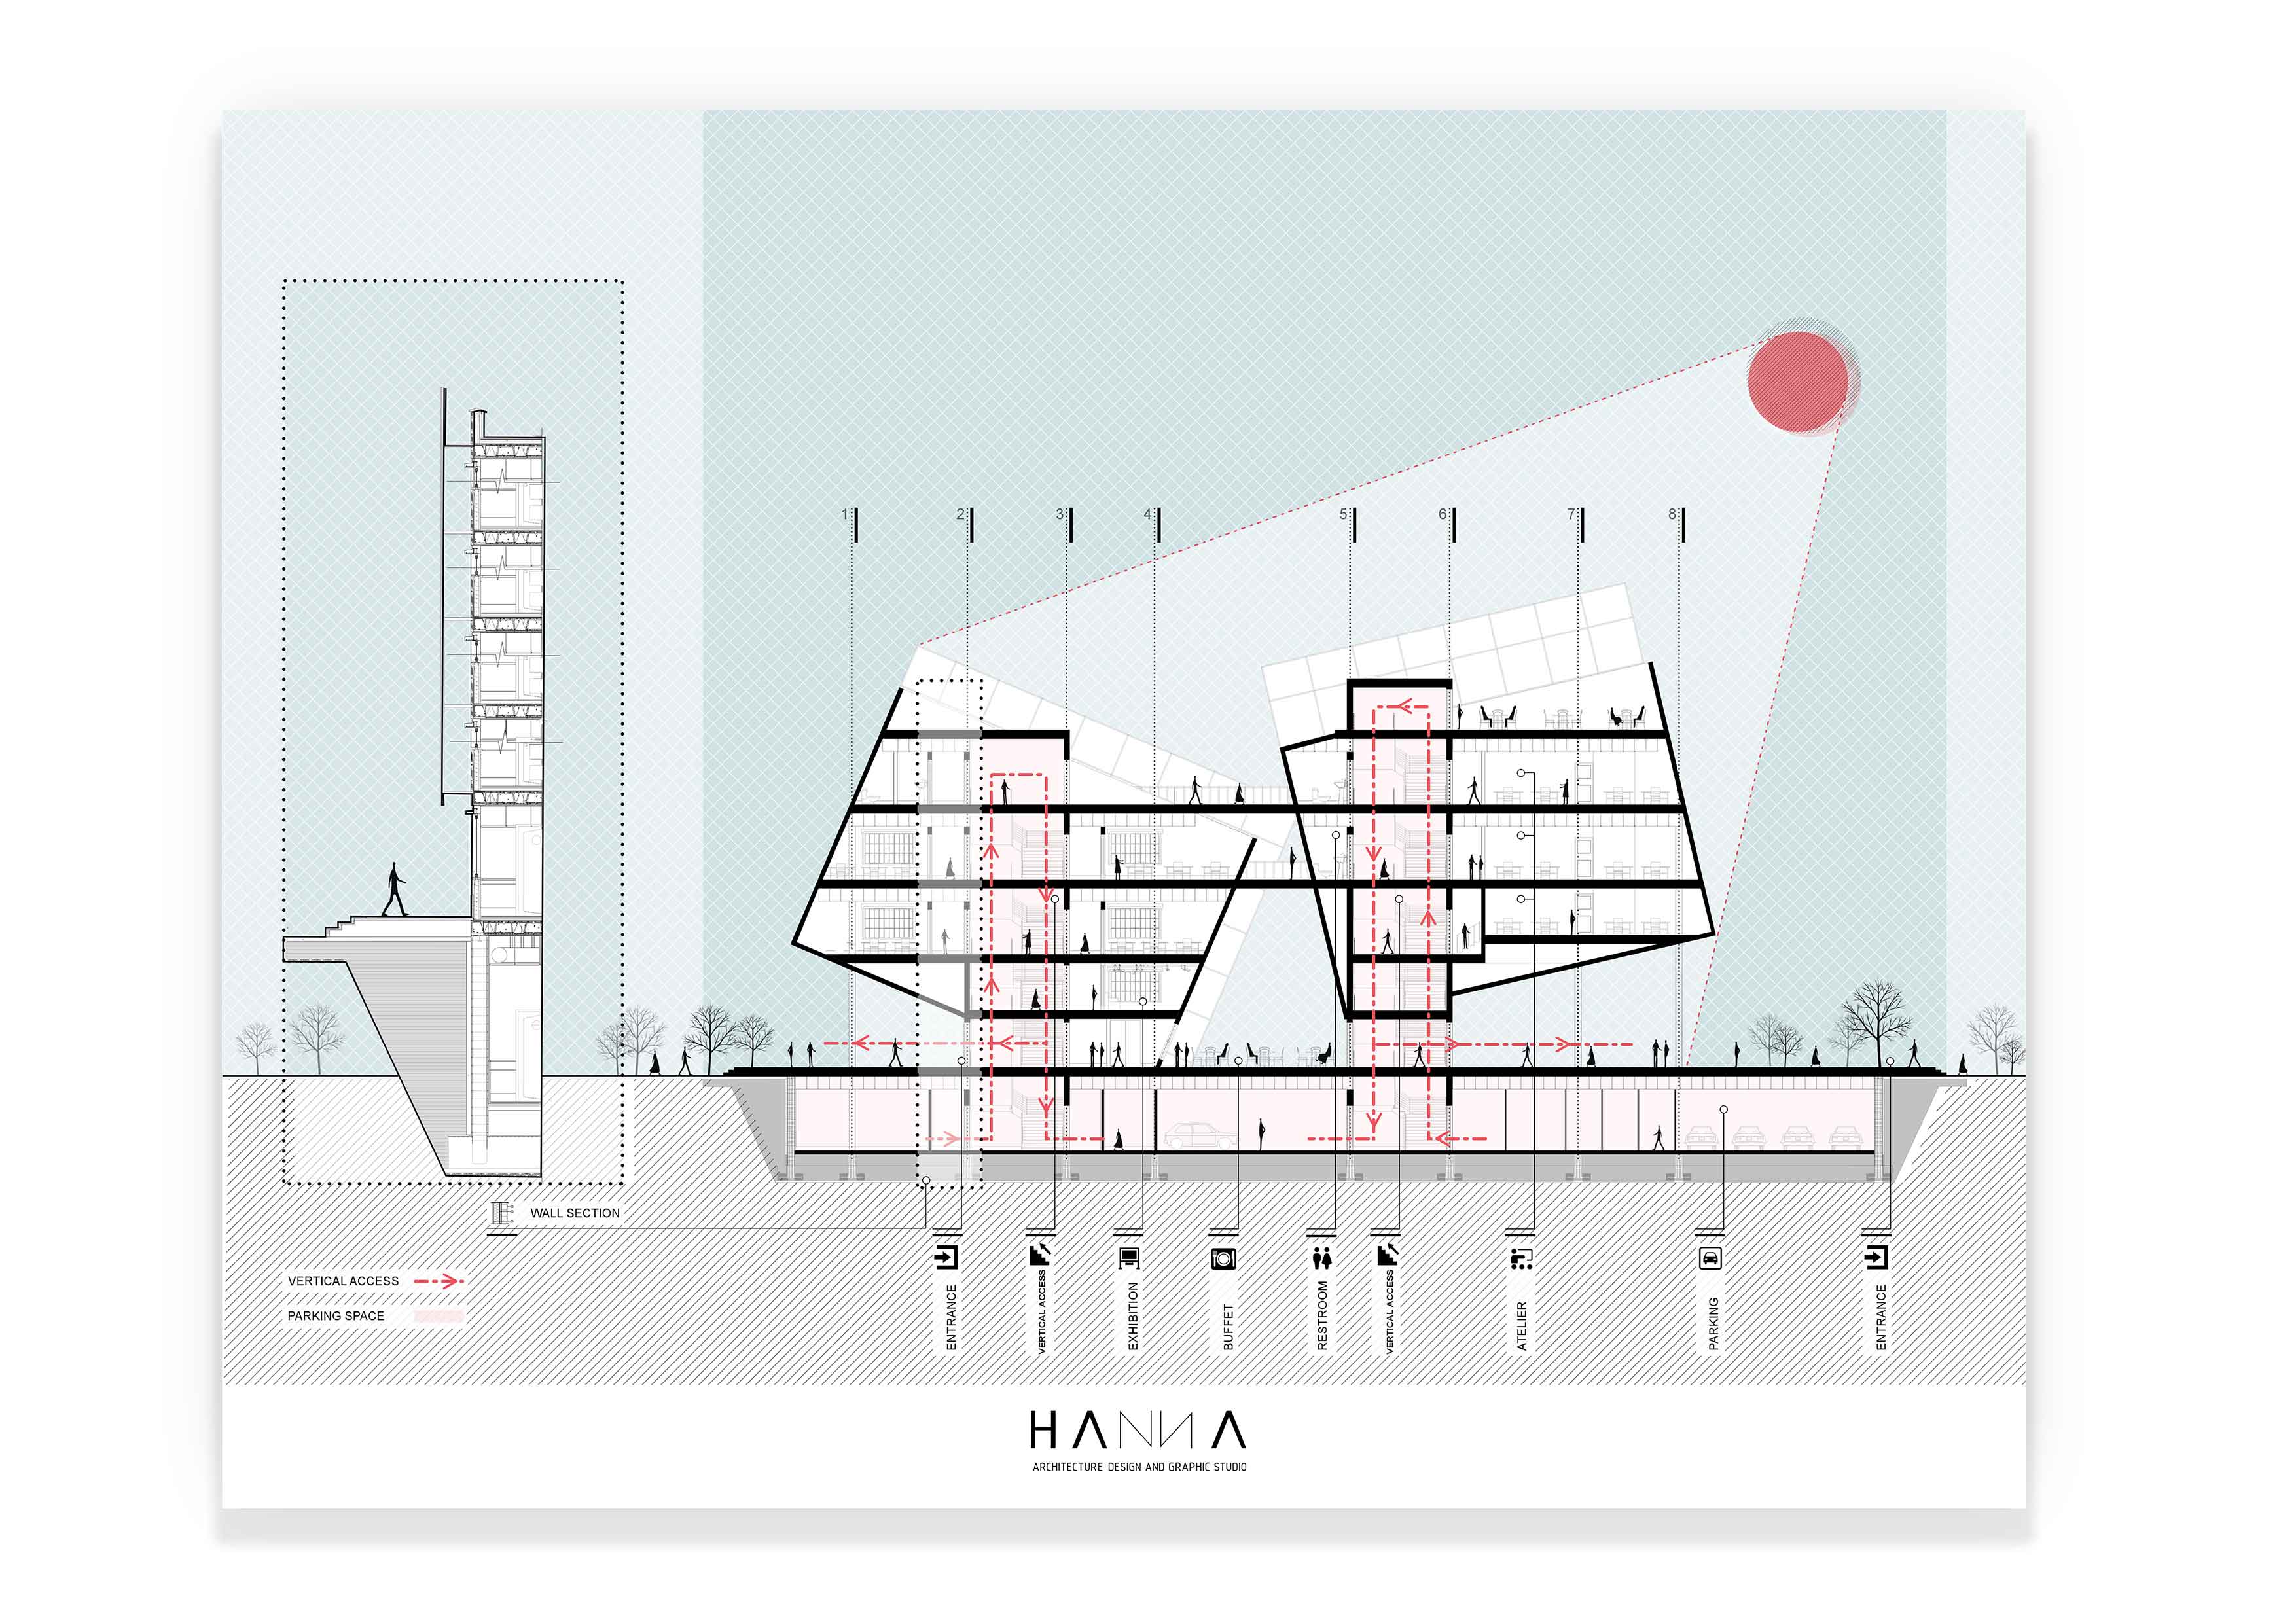 1
2
3
4
5
6
7
8
WALL SECTION
VERTICAL ACCESS
PARKING SPACE
ENTRANCE
VERTICAL ACCESS
EXHIBITION
BUFFET
RESTROOM
VERTICAL ACCESS
ATELIER
PARKING
ENTRANCE
HANNA
ARCHITECTURE DESIGN AND GRAPHIC STUDIO